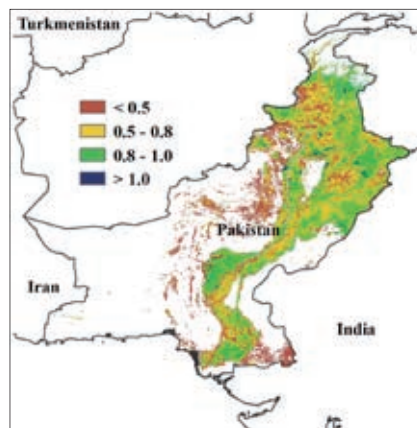 Turkmenistan
< 0.5
0.5 - 0.8
0.8 - 1.0
> 1.0
Pakistan
Iran
India